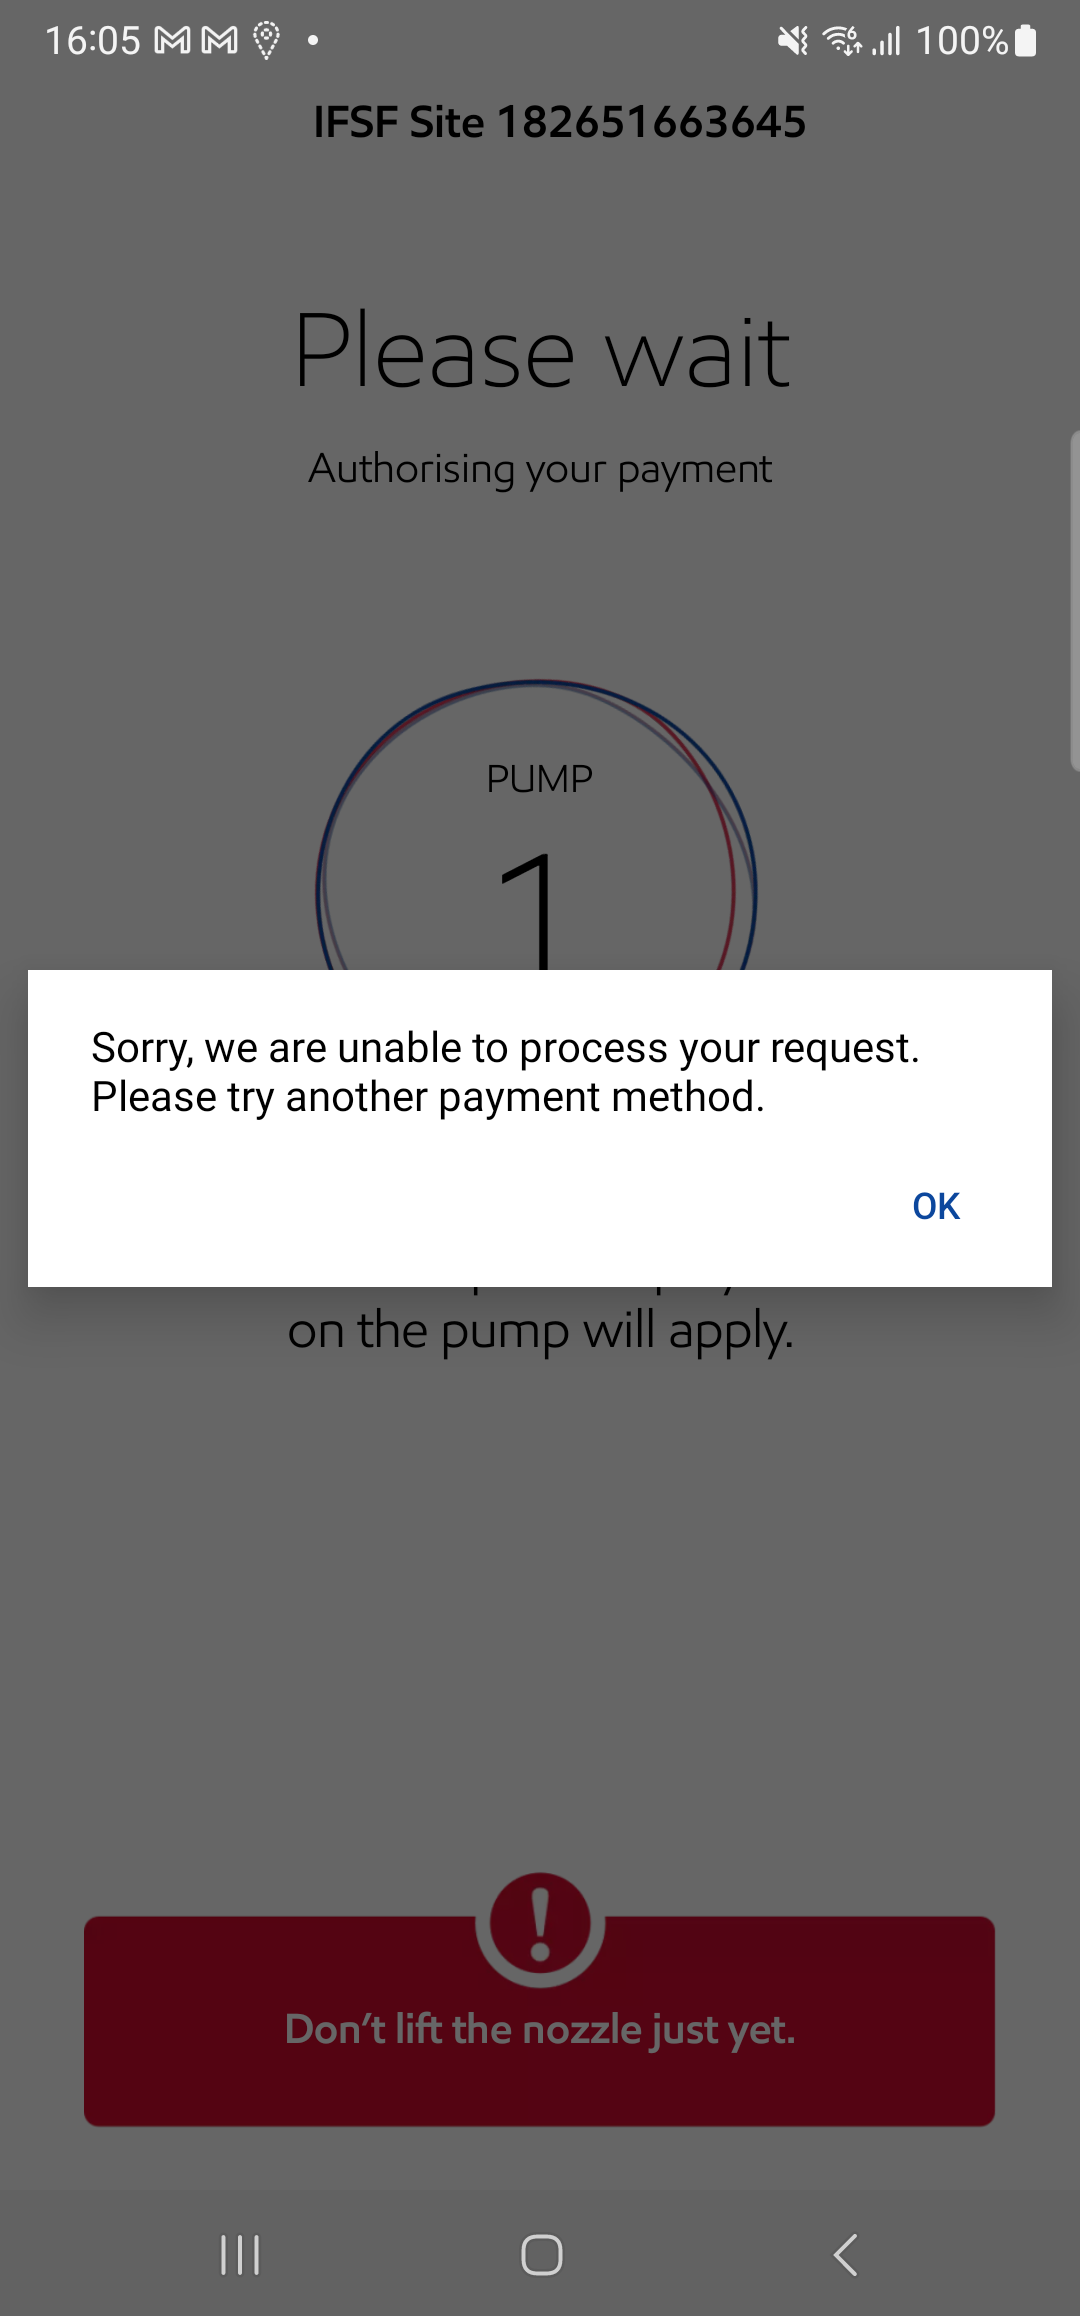 16:05
100%
IFSF Site 182651663645
Please wait
Authorising your payment
PUMP
1
Sorry, we are unable to process your request.
Please try another payment method.
OK
on the pump will apply.
Don’t lift the nozzle just yet.